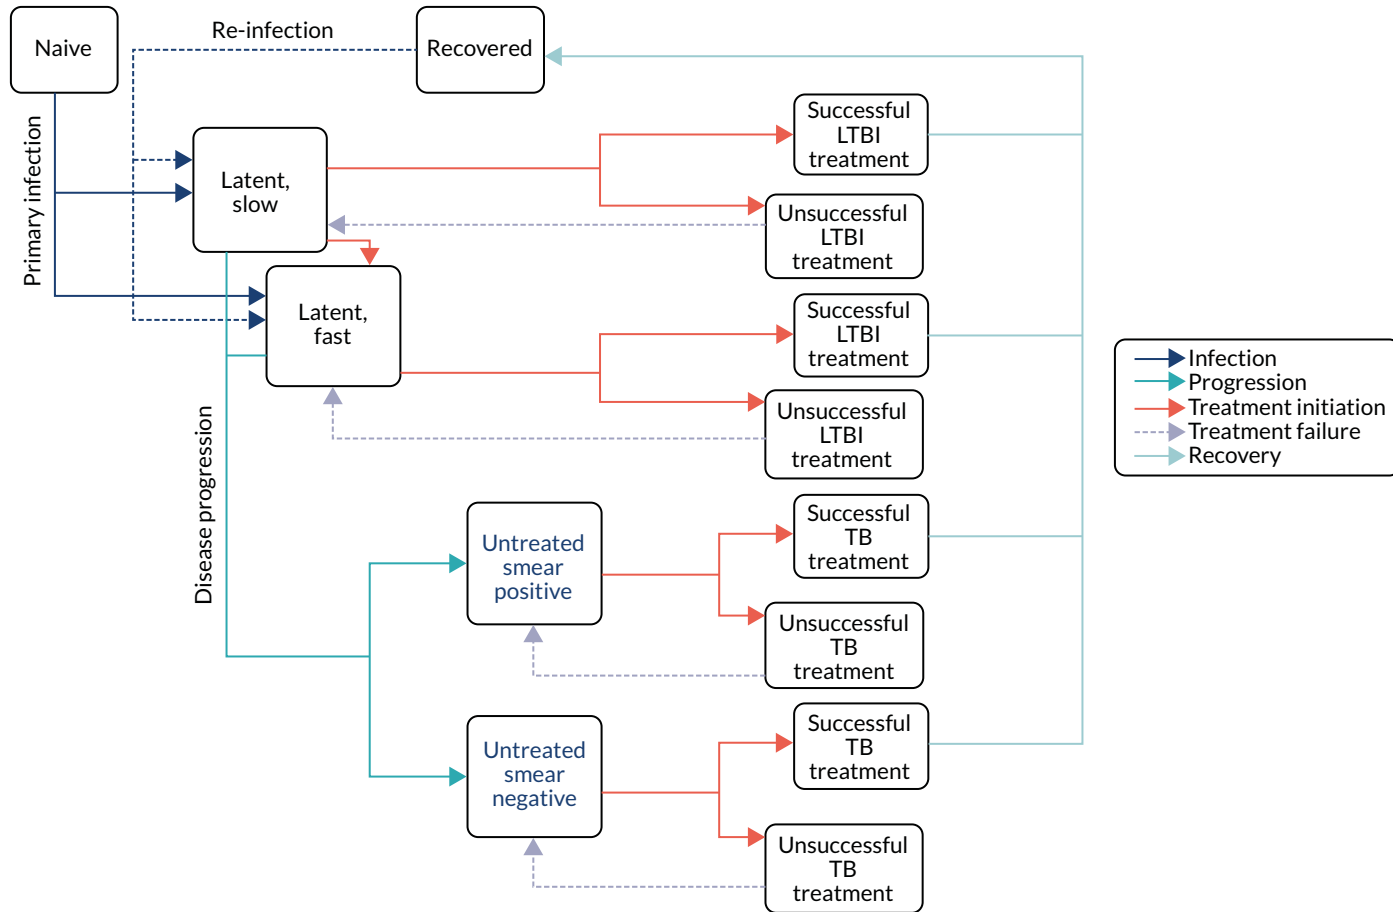 Naive
Re-infection
Recovered
Primary infection
Latent,
slow
Successful
LTBI
treatment
Unsuccessful
LTBI
treatment
Latent,
fast
Successful
LTBI
treatment
Unsuccessful
LTBI
treatment
Infection
Progression
Treatment initiation
Treatment failure
Recovery
Disease progression
Untreated
smear
positive
Successful
TB
treatment
Unsuccessful
TB
treatment
Untreated
smear
negative
Successful
TB
treatment
Unsuccessful
TB
treatment